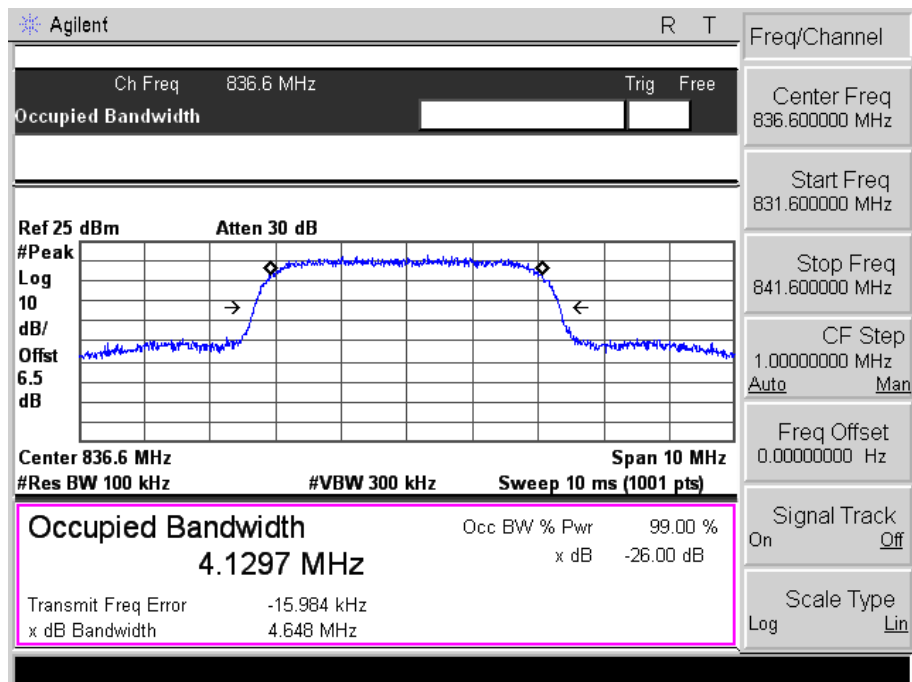 Agilent R T
Freq/Channel
Ch Freq 836.6 MHz Trig Free
Occupied Bandwidth
Center Freq
836.600000 MHz
Start Freq
831.600000 MHz
Stop Freq
841.600000 MHz
CF Step
1.00000000 MHz
Auto Man
Freq Offset
0.00000000 Hz
Signal Track
On Off
Scale Type
Log Lin
Ref 25 dBm Atten 30 dB
#Peak
Log
10
dB/
Offst
6.5
dB
Center 836.6 MHz Span 10 MHz
#Res BW 100 kHz #VBW 300 kHz Sweep 10 ms (1001 pts)
Occupied Bandwidth Occ BW % Pwr 99.00 %
4.1297 MHz x dB -26.00 dB
Transmit Freq Error -15.984 kHz
x dB Bandwidth 4.648 MHz